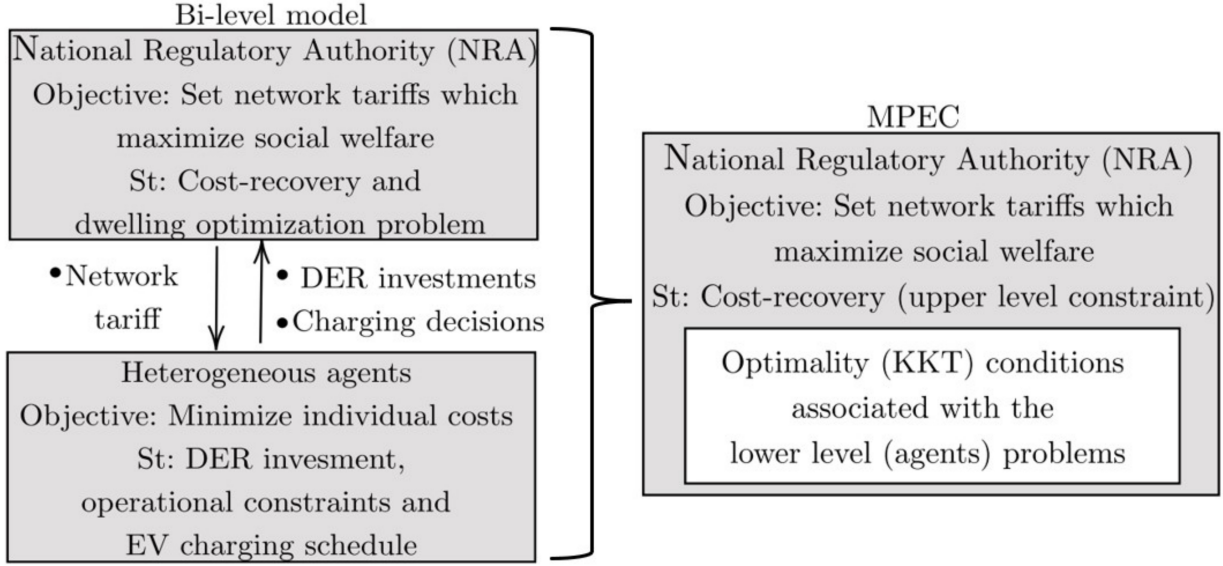 Bi-level model
National Regulatory Authority (NRA)
Objective: Set network tariffs which
maximize social welfare
St: Cost-recovery and
dwelling optimization problem
•Network
tariff
• DER investments
•Charging decisions
Heterogeneous agents
Objective: Minimize individual costs
St: DER invesment,
operational constraints and
EV charging schedule
MPEC
National Regulatory Authority (NRA)
Objective: Set network tariffs which
maximize social welfare
St: Cost-recovery (upper level constraint)
Optimality (KKT) conditions
associated with the
lower level (agents) problems